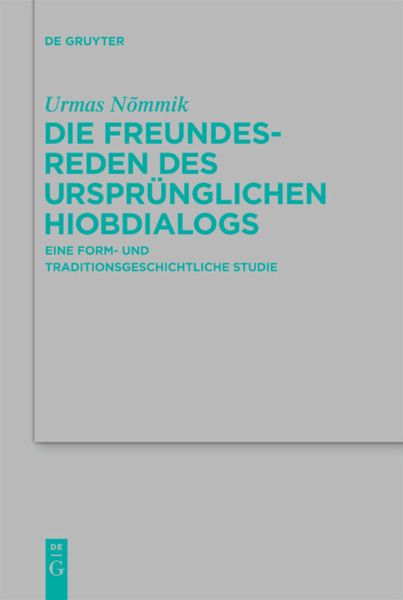 DE GRUYTER
Urmas Nõmmik
DIE FREUNDES-
REDEN DES
URSPRÜNGLICHEN
HIOBDIALOGS
EINE FORM- UND
TRADITIONSGESCHICHTLICHE STUDIE
DE
G